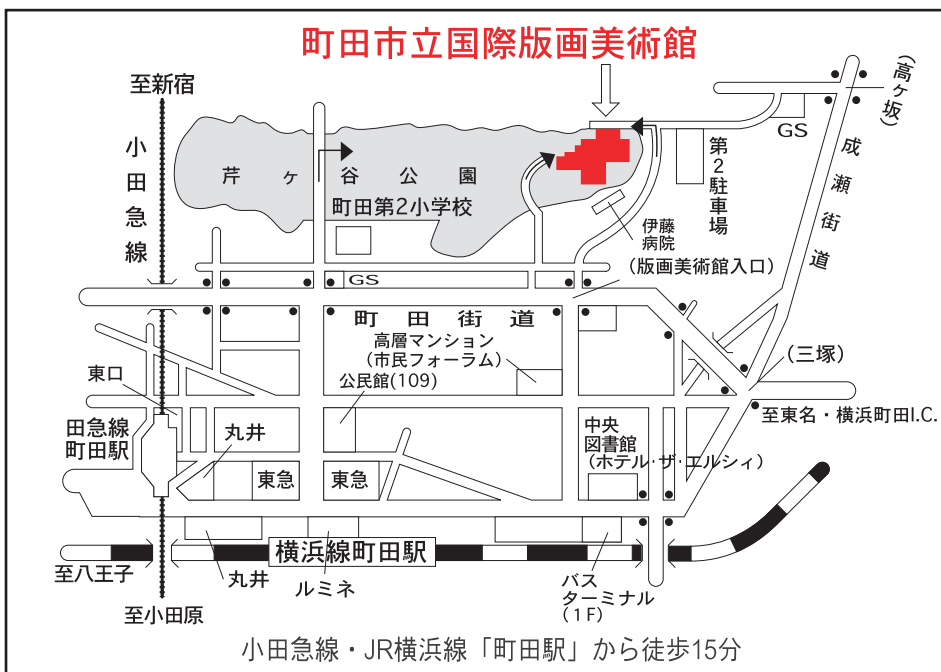 町田市立国際版画美術館
至新宿
(高ヶ坂)
小田急線
GS
成瀬街道
第2駐車場
芹ヶ谷公園
町田第2小学校
伊藤
病院
(版画美術館入口)
GS
町田街道
高層マンション
(市民フォーラム)
公民館(109)
(三塚)
東口
至東名・横浜町田I.C.
田急線
町田駅
丸井
中央
図書館
(ホテル・ザ・エルシィ)
東急
東急
横浜線町田駅
至八王子
丸井
ルミネ
バス
ターミナル
(1F)
至小田原
小田急線・JR横浜線「町田駅」から徒歩15分